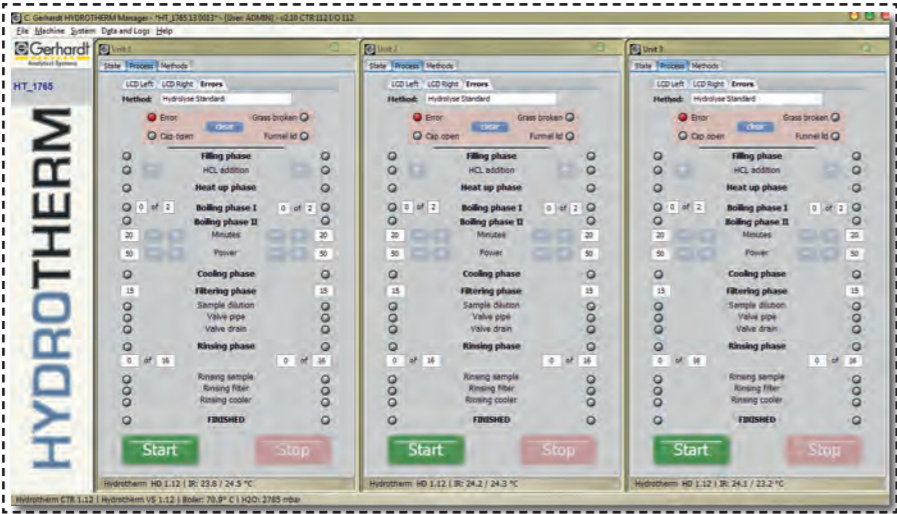 C. Gerhardt HYDROTHERM Manager - *HT_1765 13 0013*- (User: ADMIN) - v2.10 CTR 112 I/O 112
File Machine System Data and Logs Help
Gerhardt
Analytical Systems
HT_1765
HYDROTHERM
Unit 1
State Process Methods
LCD Left LCD Right Errors
Method: Hydrolyse Standard
Error Grass broken
clear
Cap open Funnel lid
Filling phase
HCL addition
Heat up phase
0 of 2 Boiling phase I 0 of 2
Boiling phase II
20 Minutes 20
50 Power 50
Cooling phase
15 Filtering phase 15
Sample dilution
Valve pipe
Valve drain
Rinsing phase
0 of 16 0 of 16
Rinsing sample
Rinsing filter
Rinsing cooler
FINISHED
Start Stop
Hydrotherm HD 1.12 | IR: 23.8 / 24.5 °C
Unit 2
State Process Methods
LCD Left LCD Right Errors
Method: Hydrolyse Standard
Error Grass broken
clear
Cap open Funnel lid
Filling phase
HCL addition
Heat up phase
0 of 2 Boiling phase I 0 of 2
Boiling phase II
20 Minutes 20
50 Power 50
Cooling phase
15 Filtering phase 15
Sample dilution
Valve pipe
Valve drain
Rinsing phase
0 of 16 0 of 16
Rinsing sample
Rinsing filter
Rinsing cooler
FINISHED
Start Stop
Hydrotherm HD 1.12 | IR: 24.2 / 24.3 °C
Unit 3
State Process Methods
LCD Left LCD Right Errors
Method: Hydrolyse Standard
Error Grass broken
clear
Cap open Funnel lid
Filling phase
HCL addition
Heat up phase
0 of 2 Boiling phase I 0 of 2
Boiling phase II
20 Minutes 20
50 Power 50
Cooling phase
15 Filtering phase 15
Sample dilution
Valve pipe
Valve drain
Rinsing phase
0 of 16 0 of 16
Rinsing sample
Rinsing filter
Rinsing cooler
FINISHED
Start Stop
Hydrotherm HD 1.12 | IR: 24.1 / 23.2 °C
Hydrotherm CTR 1.12 | Hydrotherm VS 1.12 | Boiler: 79.9° C | H2O: 2765 mbar